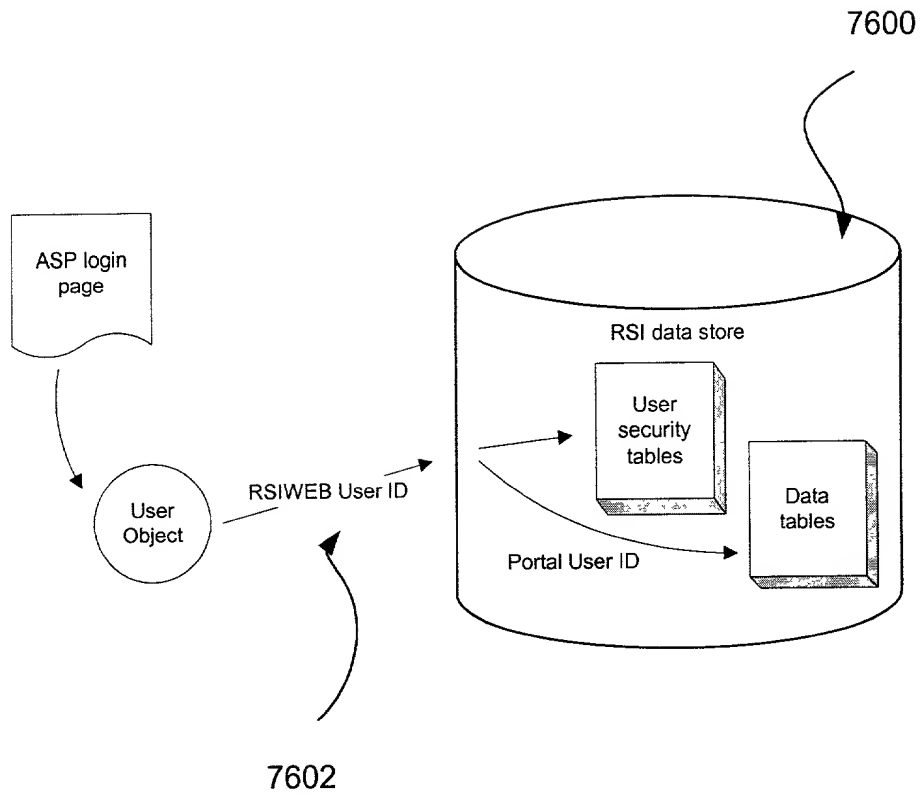 7600
ASP login
page
RSI data store
User
security
tables
RSIWEB User ID
User
Object
Data
tables
Portal User ID
7602